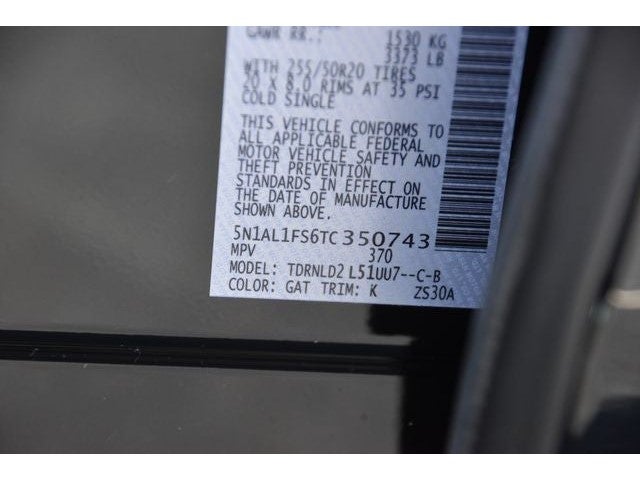 GAWR RR.: 1530 KG
3373 LB
WITH 255/50R20 TIRES
20 X 8.0 RIMS AT 35 PSI
COLD SINGLE
THIS VEHICLE CONFORMS TO
ALL APPLICABLE FEDERAL
MOTOR VEHICLE SAFETY AND
THEFT PREVENTION
STANDARDS IN EFFECT ON
THE DATE OF MANUFACTURE
SHOWN ABOVE.
5N1AL1FS6TC350743
MPV 370
MODEL: TDRNLD2 L51UU7--C-B
COLOR: GAT TRIM: K ZS30A